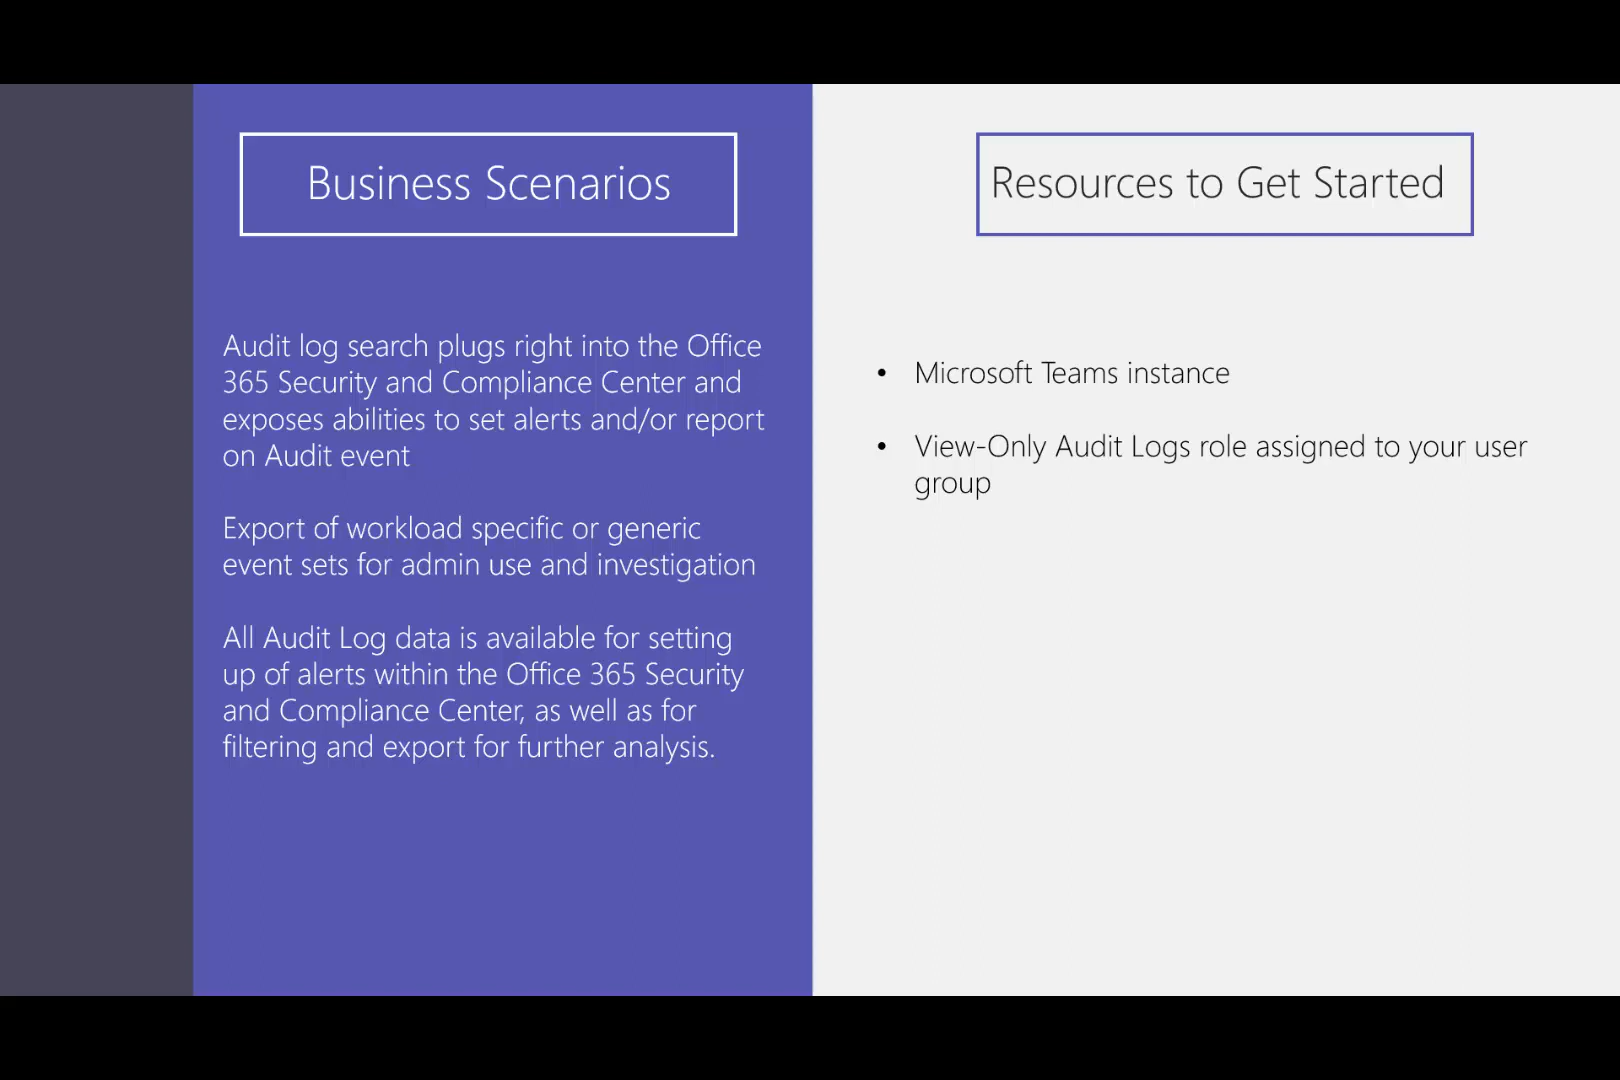 Business Scenarios
Audit log search plugs right into the Office
365 Security and Compliance Center and
exposes abilities to set alerts and/or report
on Audit event
Export of workload specific or generic
event sets for admin use and investigation
All Audit Log data is available for setting
up of alerts within the Office 365 Security
and Compliance Center, as well as for
filtering and export for further analysis.
Resources to Get Started
• Microsoft Teams instance
• View-Only Audit Logs role assigned to your user
group